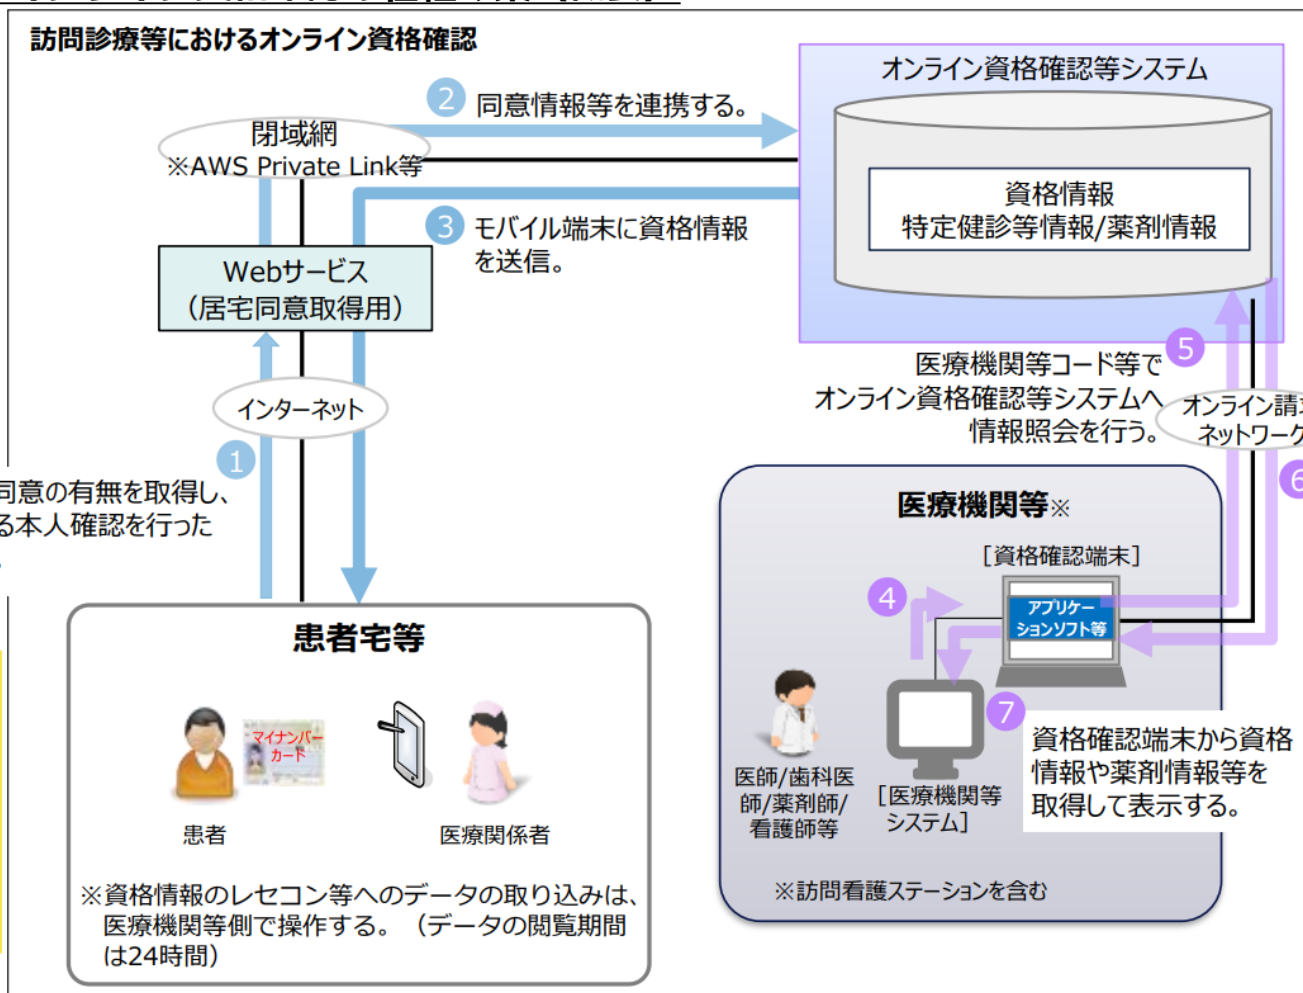 訪問診療等におけるオンライン資格確認
オンライン資格確認等システム
2 同意情報等を連携する。
閉域網
※AWS Private Link等
資格情報
特定健診等情報/薬剤情報
3 モバイル端末に資格情報
を送信。
Webサービス
（居宅同意取得用）
5
医療機関等コード等で
オンライン資格確認等システムへ
情報照会を行う。
オンライン請
ネットワーク
6
インターネット
1
同意の有無を取得し、
る本人確認を行った
医療機関等※
［資格確認端末］
アプリケー
ションソフト等
4
7
資格確認端末から資格
情報や薬剤情報等を
取得して表示する。
医師/歯科医
師/薬剤師/
看護師等
［医療機関等
システム］
※訪問看護ステーションを含む
患者宅等
マイナンバー
カード
患者
医療関係者
※資格情報のレセコン等へのデータの取り込みは、
医療機関等側で操作する。（データの閲覧期間
は24時間）